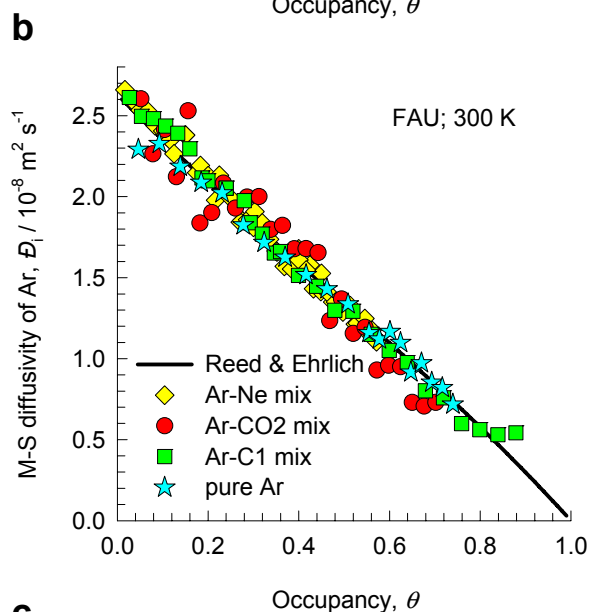 Occupancy, θ
b
FAU; 300 K
M-S diffusivity of Ar, Đi / 10-8 m2 s-1
2.5
2.0
1.5
1.0
0.5
0.0
Reed & Ehrlich
Ar-Ne mix
Ar-CO2 mix
Ar-C1 mix
pure Ar
0.0 0.2 0.4 0.6 0.8 1.0
Occupancy, θ